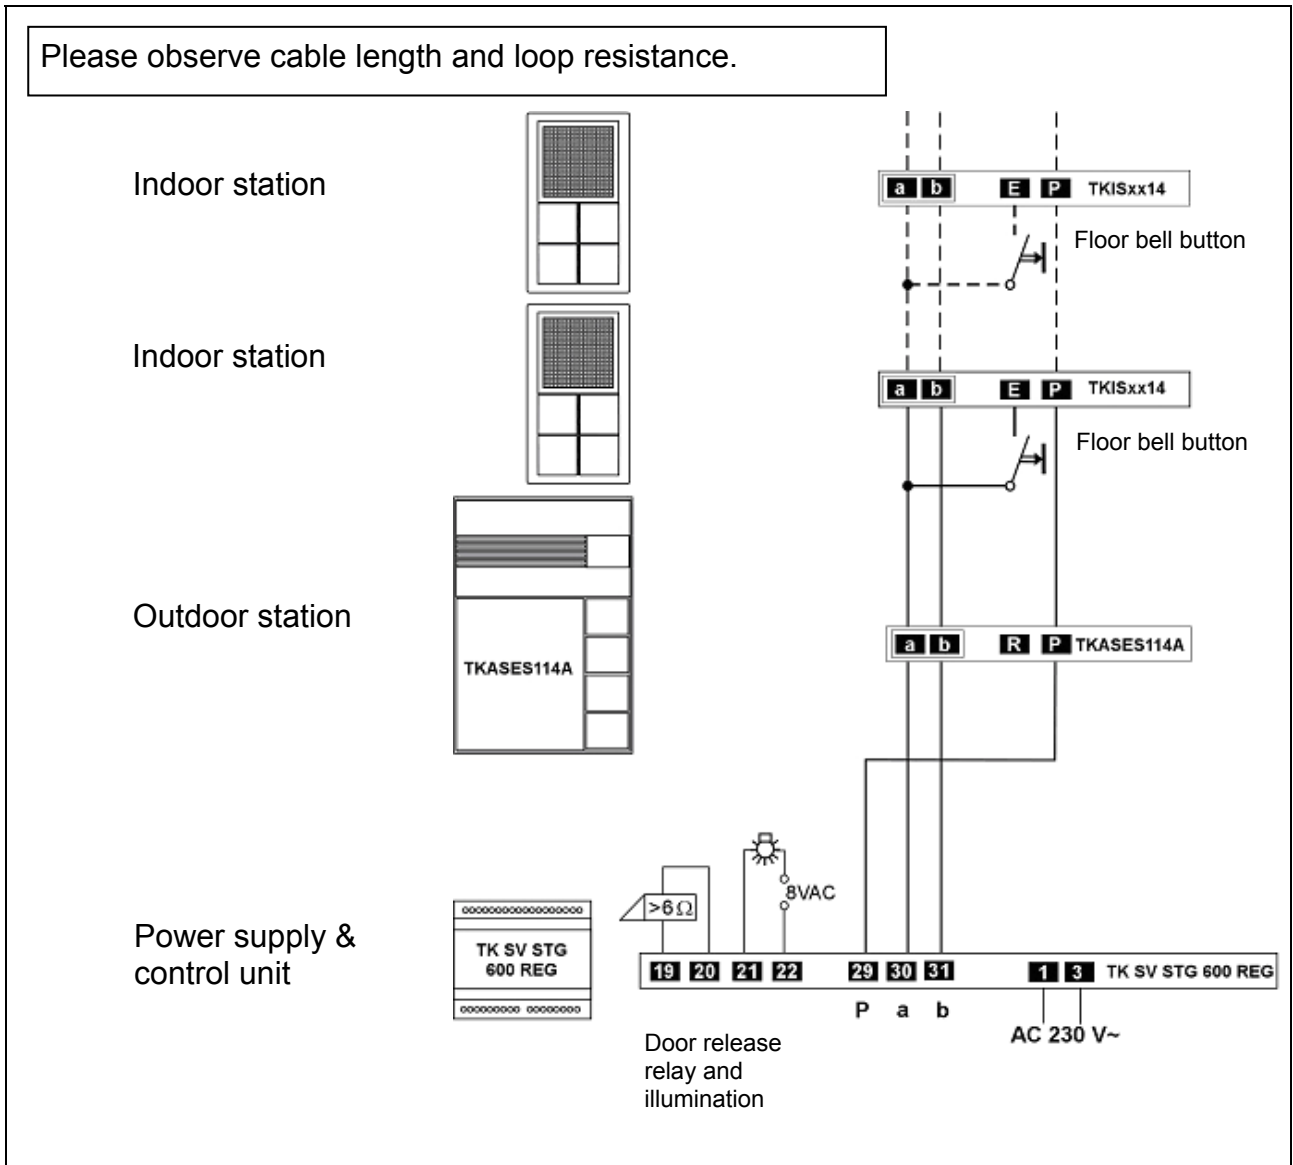 Please observe cable length and loop resistance.
Indoor station
a b E P TKISxx14
Floor bell button
Indoor station
a b E P TKISxx14
Floor bell button
Outdoor station
TKASES114A
a b R P TKASES114A
>6Ω
8VAC
Power supply &
control unit
TK SV STG
600 REG
19 20 21 22 29 30 31 1 3 TK SV STG 600 REG
P a b
AC 230 V~
Door release
relay and
illumination